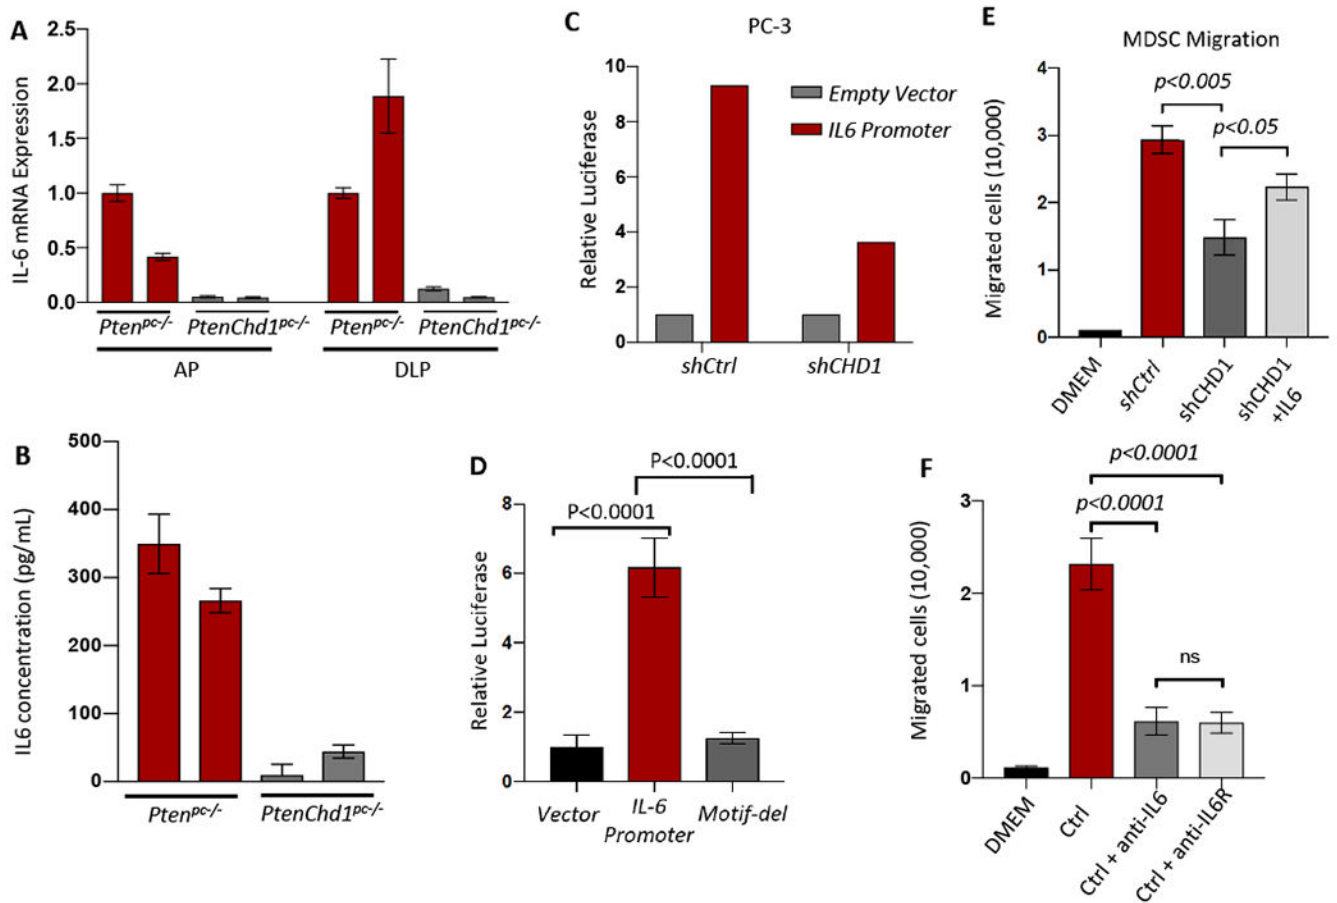 A
IL-6 mRNA Expression
2.5
2.0
1.5
1.0
0.5
0.0
Pten^pc-/-
PtenChd1^pc-/-
Pten^pc-/-
PtenChd1^pc-/-
AP
DLP
B
IL6 concentration (pg/mL)
500
400
300
200
100
0
Pten^pc-/-
PtenChd1^pc-/-
C
PC-3
Relative Luciferase
10
8
6
4
2
0
Empty Vector
IL6 Promoter
shCtrl
shCHD1
D
Relative Luciferase
8
6
4
2
0
P<0.0001
P<0.0001
Vector
IL-6
Promoter
Motif-del
E
MDSC Migration
Migrated cells (10,000)
4
3
2
1
0
p<0.005
p<0.05
DMEM
shCtrl
shCHD1
shCHD1
+IL6
F
Migrated cells (10,000)
3
2
1
0
p<0.0001
p<0.0001
ns
DMEM
Ctrl
Ctrl + anti-IL6
Ctrl + anti-IL6R